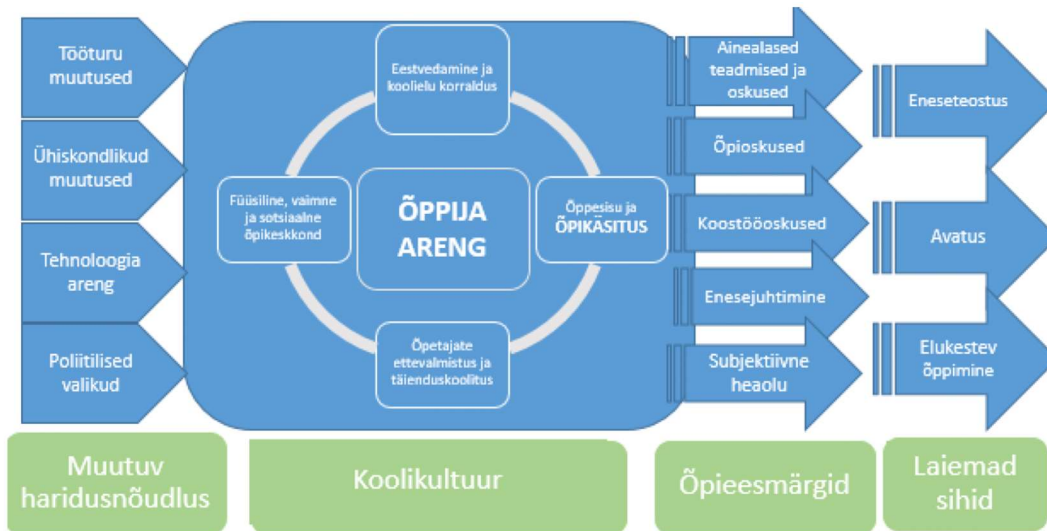 Tööturu
muutused
Ühiskondlikud
muutused
Tehnoloogia
areng
Poliitilised
valikud
Eestvedamine ja
koolielu korraldus
Füüsiline, vaimne
ja sotsiaalne
õpikeskkond
ÕPPIJA
ARENG
Õppesisu ja
ÕPIKÄSITUS
Õpetajate
ettevalmistus ja
täienduskoolitus
Ainealased
teadmised ja
oskused
Õpioskused
Koostööoskused
Enesejuhtimine
Subjektiivne
heaolu
Eneseteostus
Avatus
Elukestev
õppimine
Muutuv
haridusnõudlus
Koolikultuur
Õpieesmärgid
Laiemad
sihid